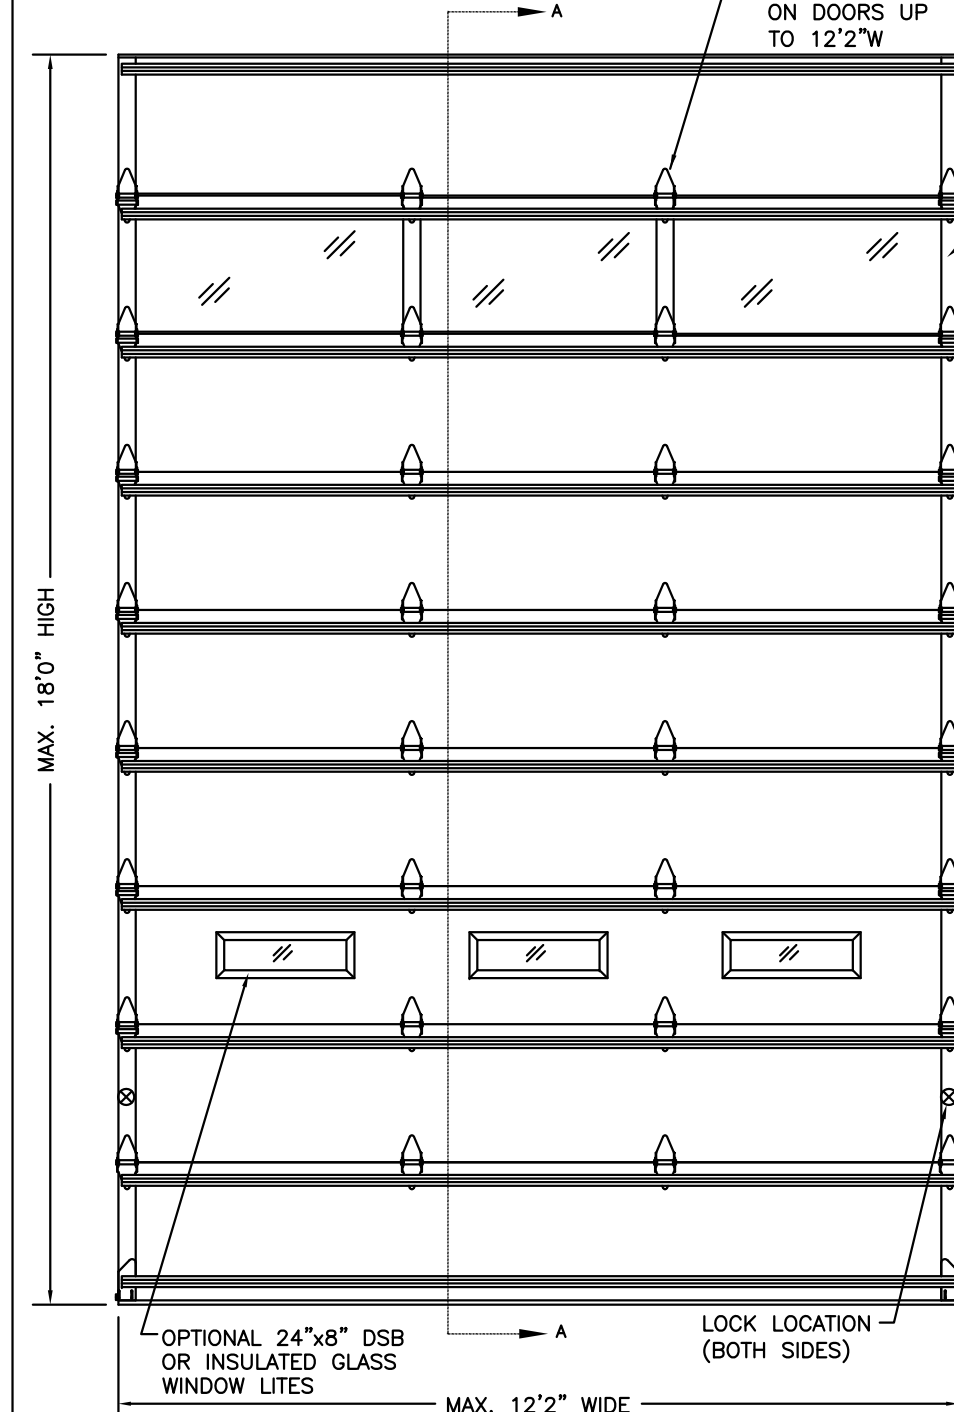 A
ON DOORS UP
TO 12'2"W
MAX. 18'0" HIGH
A
OPTIONAL 24"x8" DSB
OR INSULATED GLASS
WINDOW LITES
LOCK LOCATION
(BOTH SIDES)
MAX. 12'2" WIDE